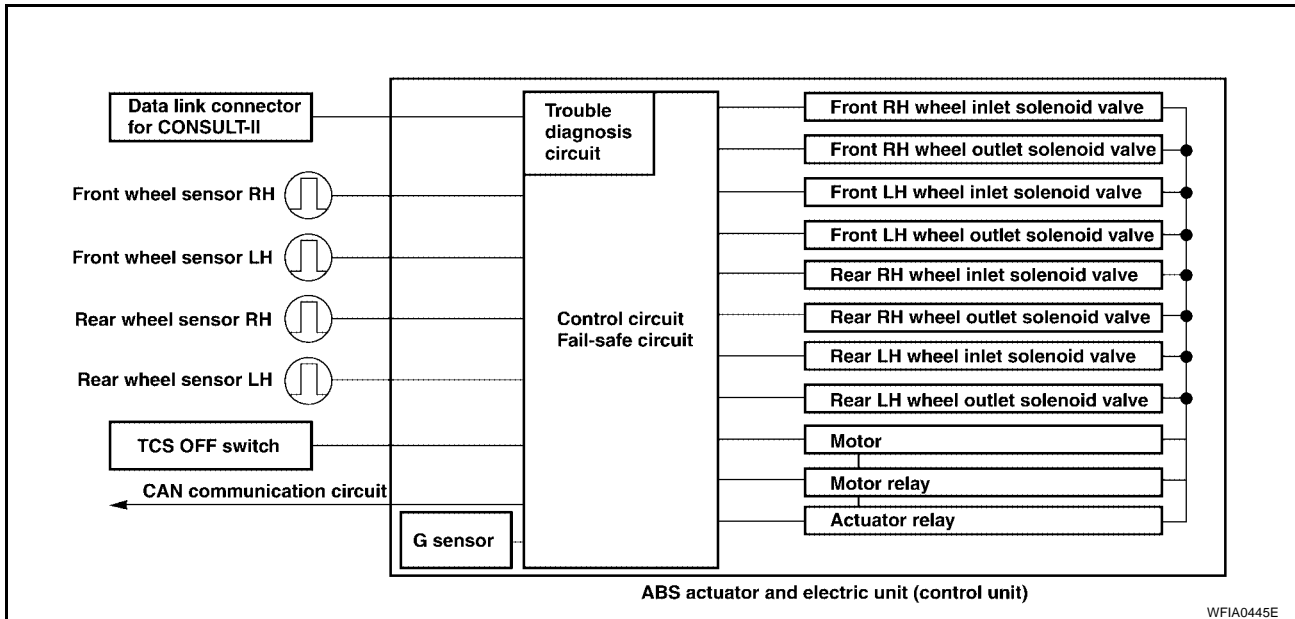 Data link connector
for CONSULT-II
Front wheel sensor RH
Front wheel sensor LH
Rear wheel sensor RH
Rear wheel sensor LH
TCS OFF switch
CAN communication circuit
G sensor
Trouble
diagnosis
circuit
Control circuit
Fail-safe circuit
Front RH wheel inlet solenoid valve
Front RH wheel outlet solenoid valve
Front LH wheel inlet solenoid valve
Front LH wheel outlet solenoid valve
Rear RH wheel inlet solenoid valve
Rear RH wheel outlet solenoid valve
Rear LH wheel inlet solenoid valve
Rear LH wheel outlet solenoid valve
Motor
Motor relay
Actuator relay
ABS actuator and electric unit (control unit)
WFIA0445E